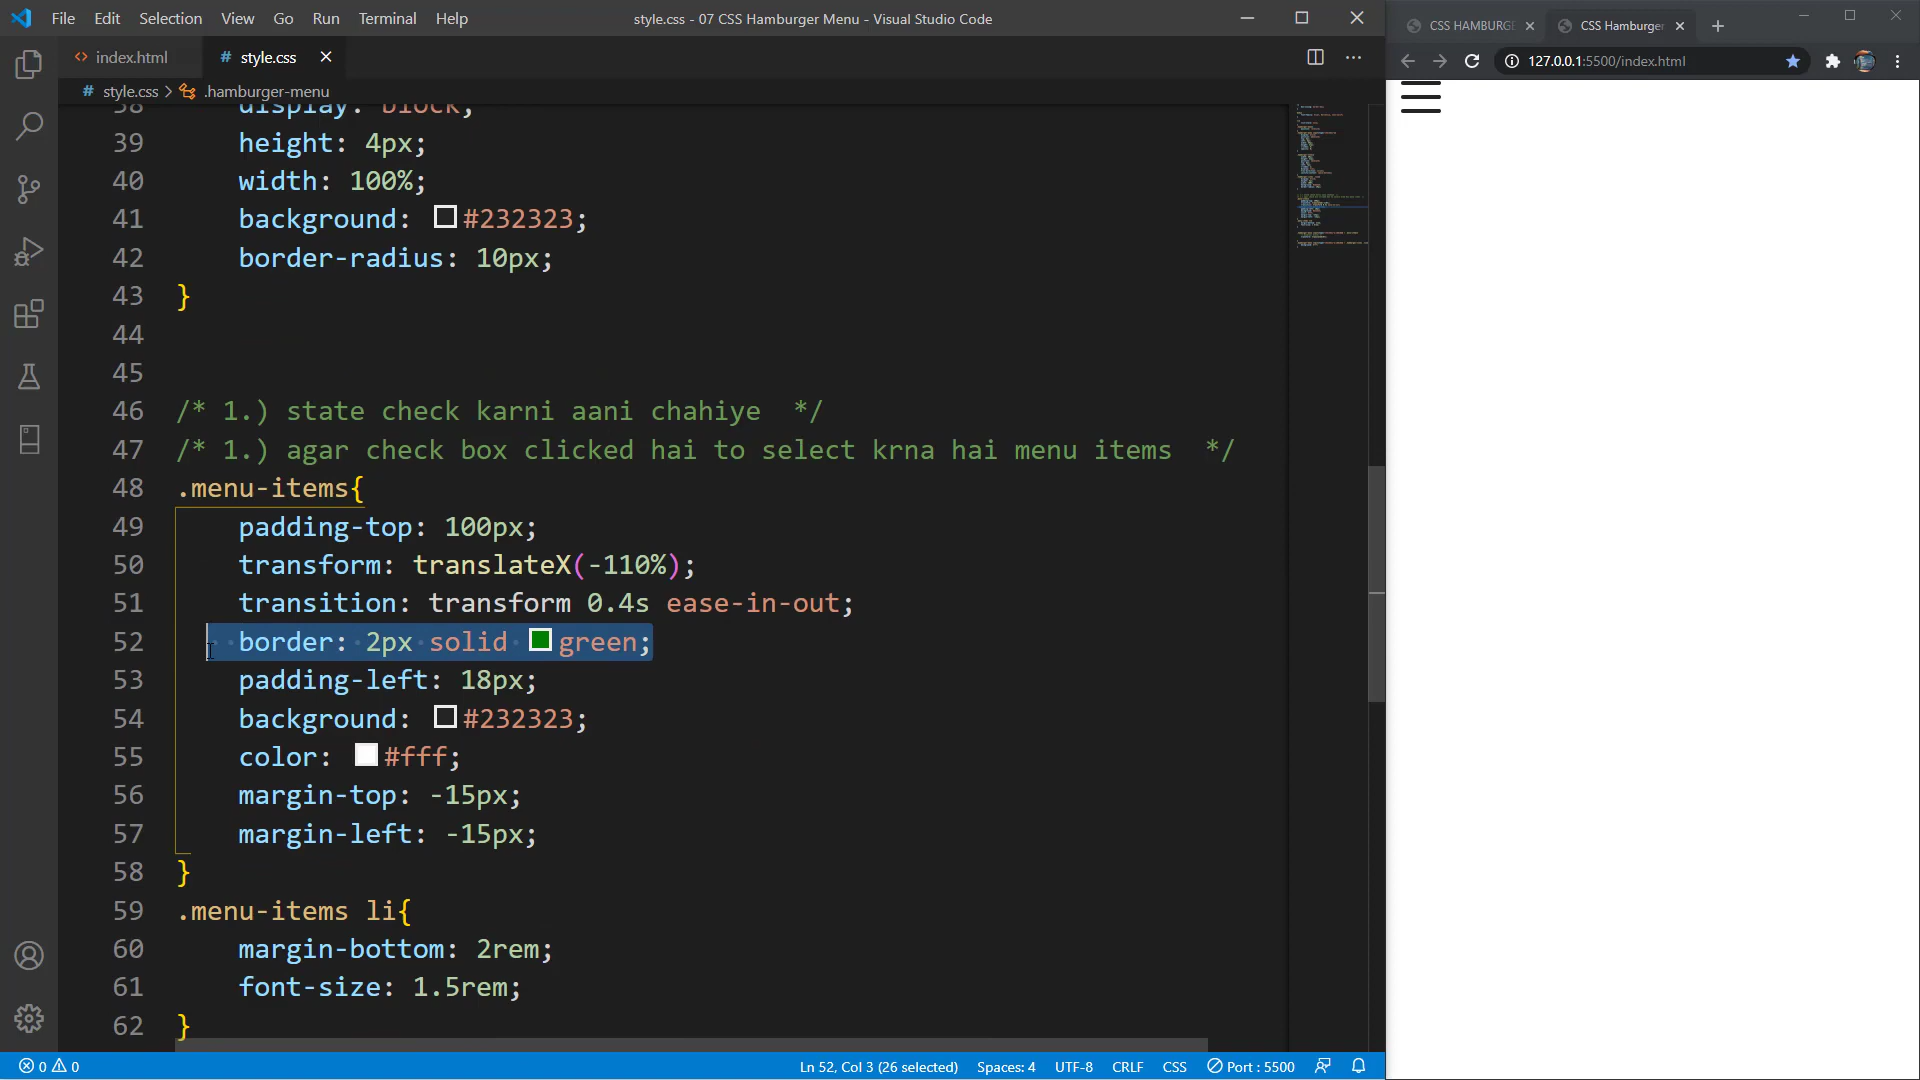 File Edit Selection View Go Run Terminal Help
style.css - 07 CSS Hamburger Menu - Visual Studio Code
CSS HAMBURGE
CSS Hamburger
index.html
# style.css
127.0.0.1:5500/index.html
# style.css > .hamburger-menu
38 display: block;
39 height: 4px;
40 width: 100%;
41 background: #232323;
42 border-radius: 10px;
43 }
44
45
46 /* 1.) state check karni aani chahiye */
47 /* 1.) agar check box clicked hai to select krna hai menu items */
48 .menu-items{
49 padding-top: 100px;
50 transform: translateX(-110%);
51 transition: transform 0.4s ease-in-out;
52 border: 2px solid green;
53 padding-left: 18px;
54 background: #232323;
55 color: #fff;
56 margin-top: -15px;
57 margin-left: -15px;
58 }
59 .menu-items li{
60 margin-bottom: 2rem;
61 font-size: 1.5rem;
62 }
0 0 Ln 52, Col 3 (26 selected) Spaces: 4 UTF-8 CRLF CSS Port : 5500